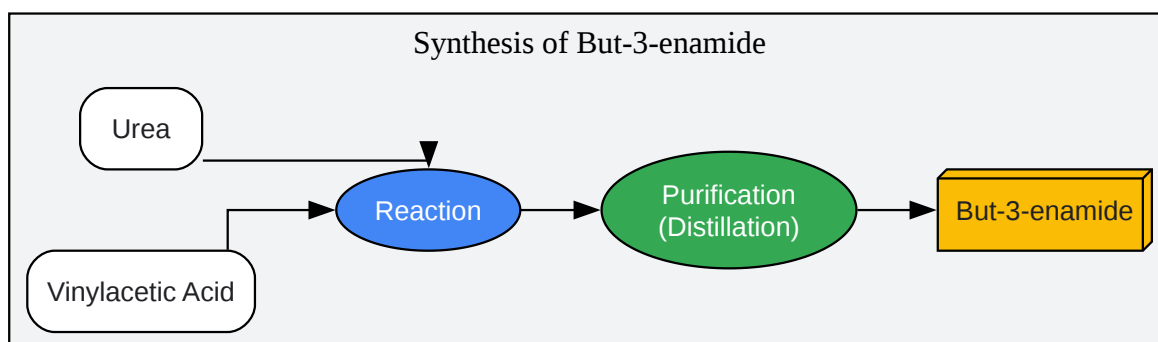 Synthesis of But-3-enamide
Urea
Vinylacetic Acid
Reaction
Purification
(Distillation)
But-3-enamide